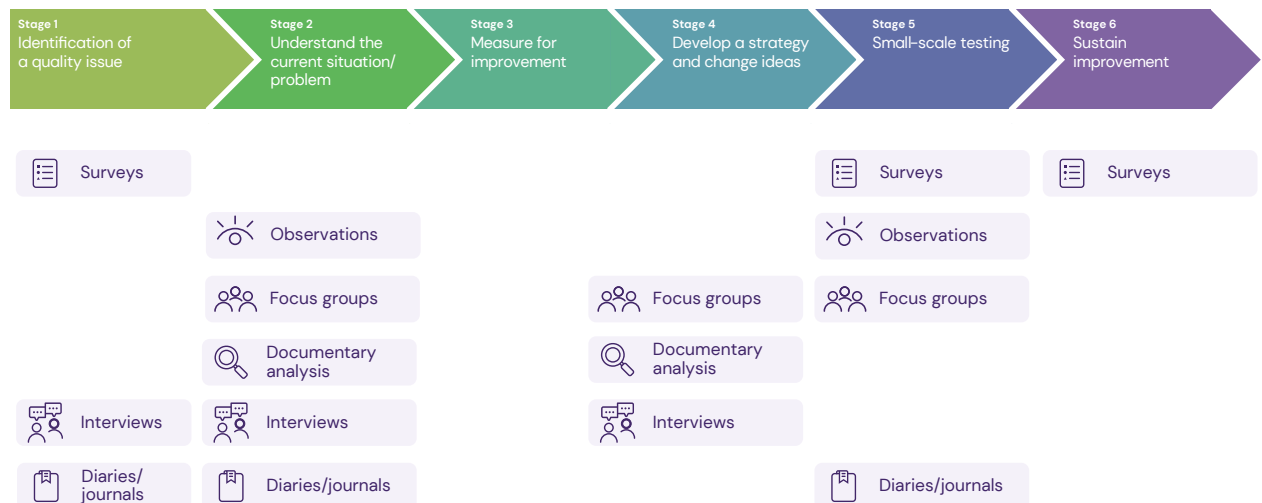 Stage 1
Identification of
a quality issue
Stage 2
Understand the
current situation/
problem
Stage 3
Measure for
improvement
Stage 4
Develop a strategy
and change ideas
Stage 5
Small-scale testing
Stage 6
Sustain
improvement
Surveys
Surveys
Surveys
Observations
Observations
Focus groups
Focus groups
Focus groups
Documentary
analysis
Documentary
analysis
Interviews
Interviews
Interviews
Diaries/
journals
Diaries/journals
Diaries/journals